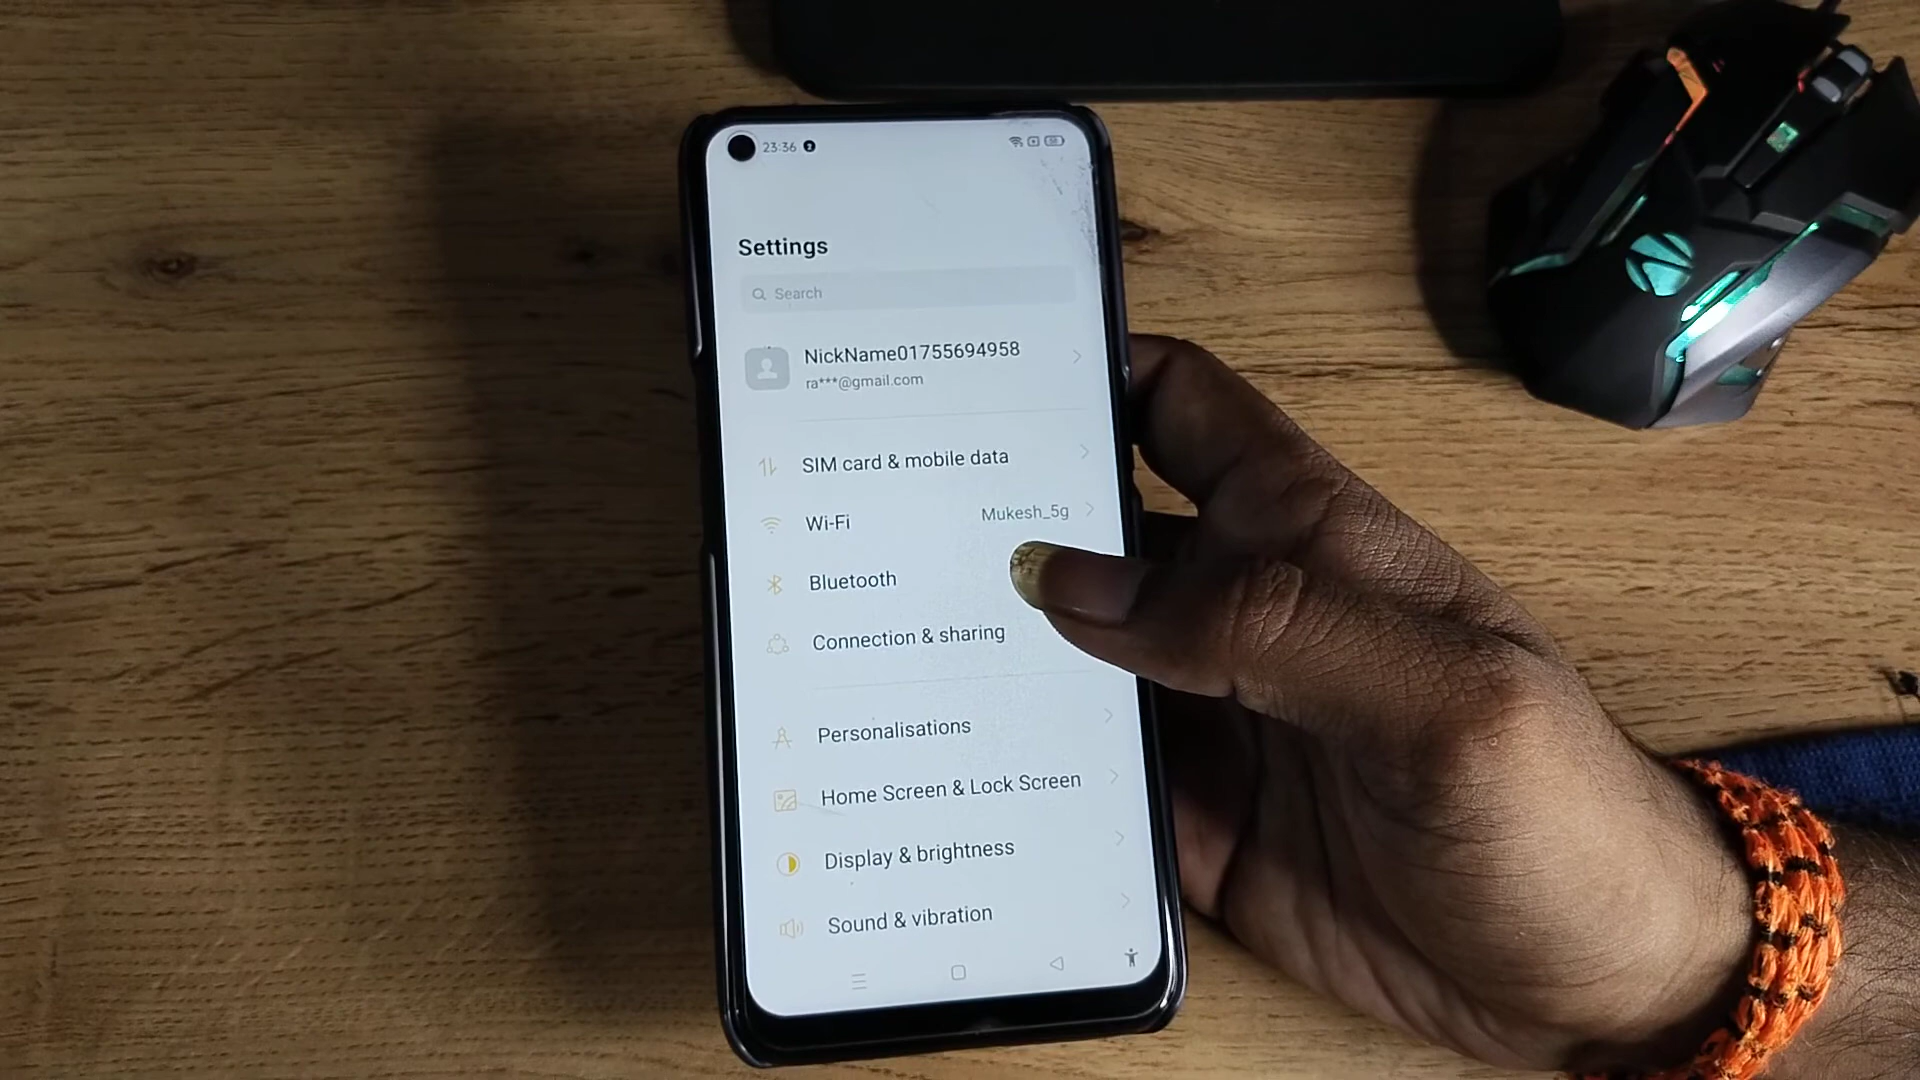 23:36
Settings
Search
NickName01755694958
ra***@gmail.com
SIM card & mobile data
Wi-Fi Mukesh_5g
Bluetooth
Connection & sharing
Personalisations
Home Screen & Lock Screen
Display & brightness
Sound & vibration